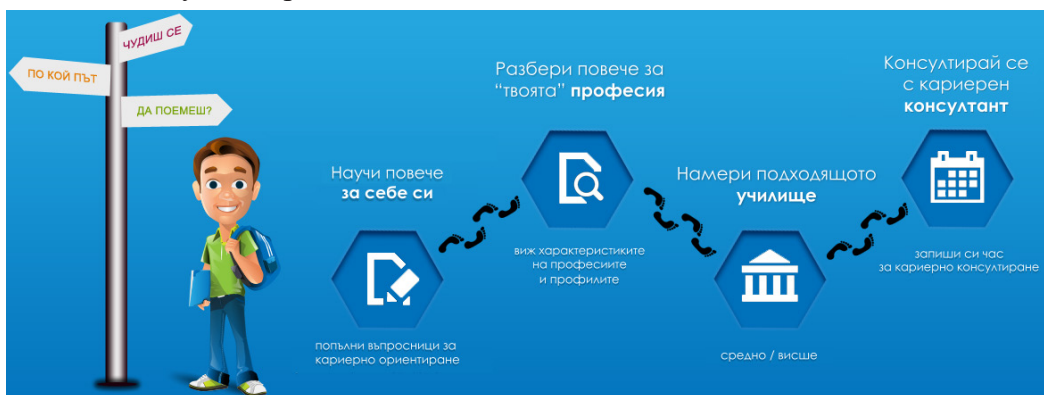 ЧУДИШ СЕ
ПО КОЙ ПЪТ
ДА ПОЕМЕШ?
Научи повече
за себе си
попълни въпросници за
кариерно ориентиране
Разбери повече за
"твоята" професия
виж характеристиките
на професиите
и профилите
Намери подходящото
училище
средно / висше
Консултирай се
с кариерен
консултант
запиши си час
за кариерно консултиране